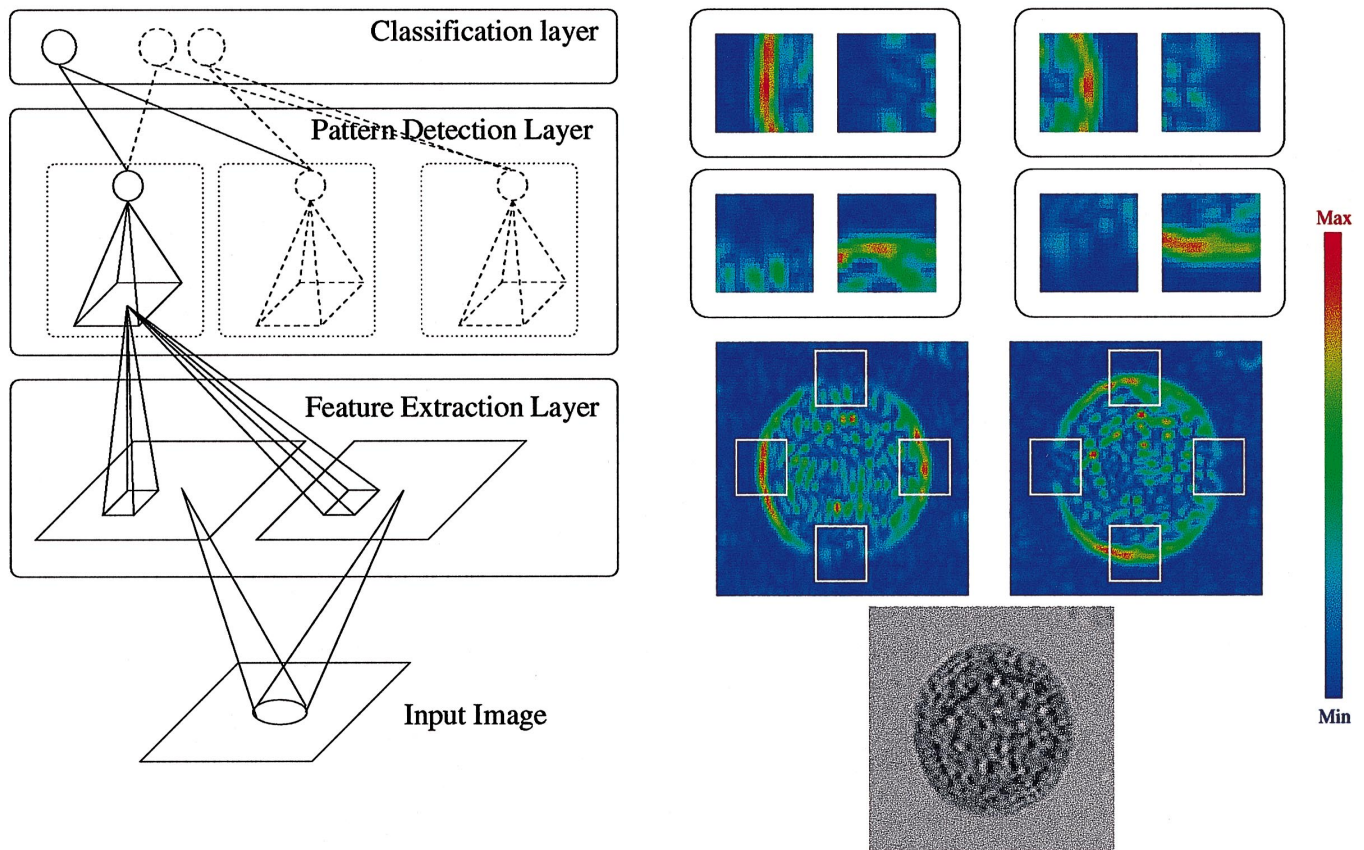 Classification layer
Pattern Detection Layer
Feature Extraction Layer
Input Image
Max
Min